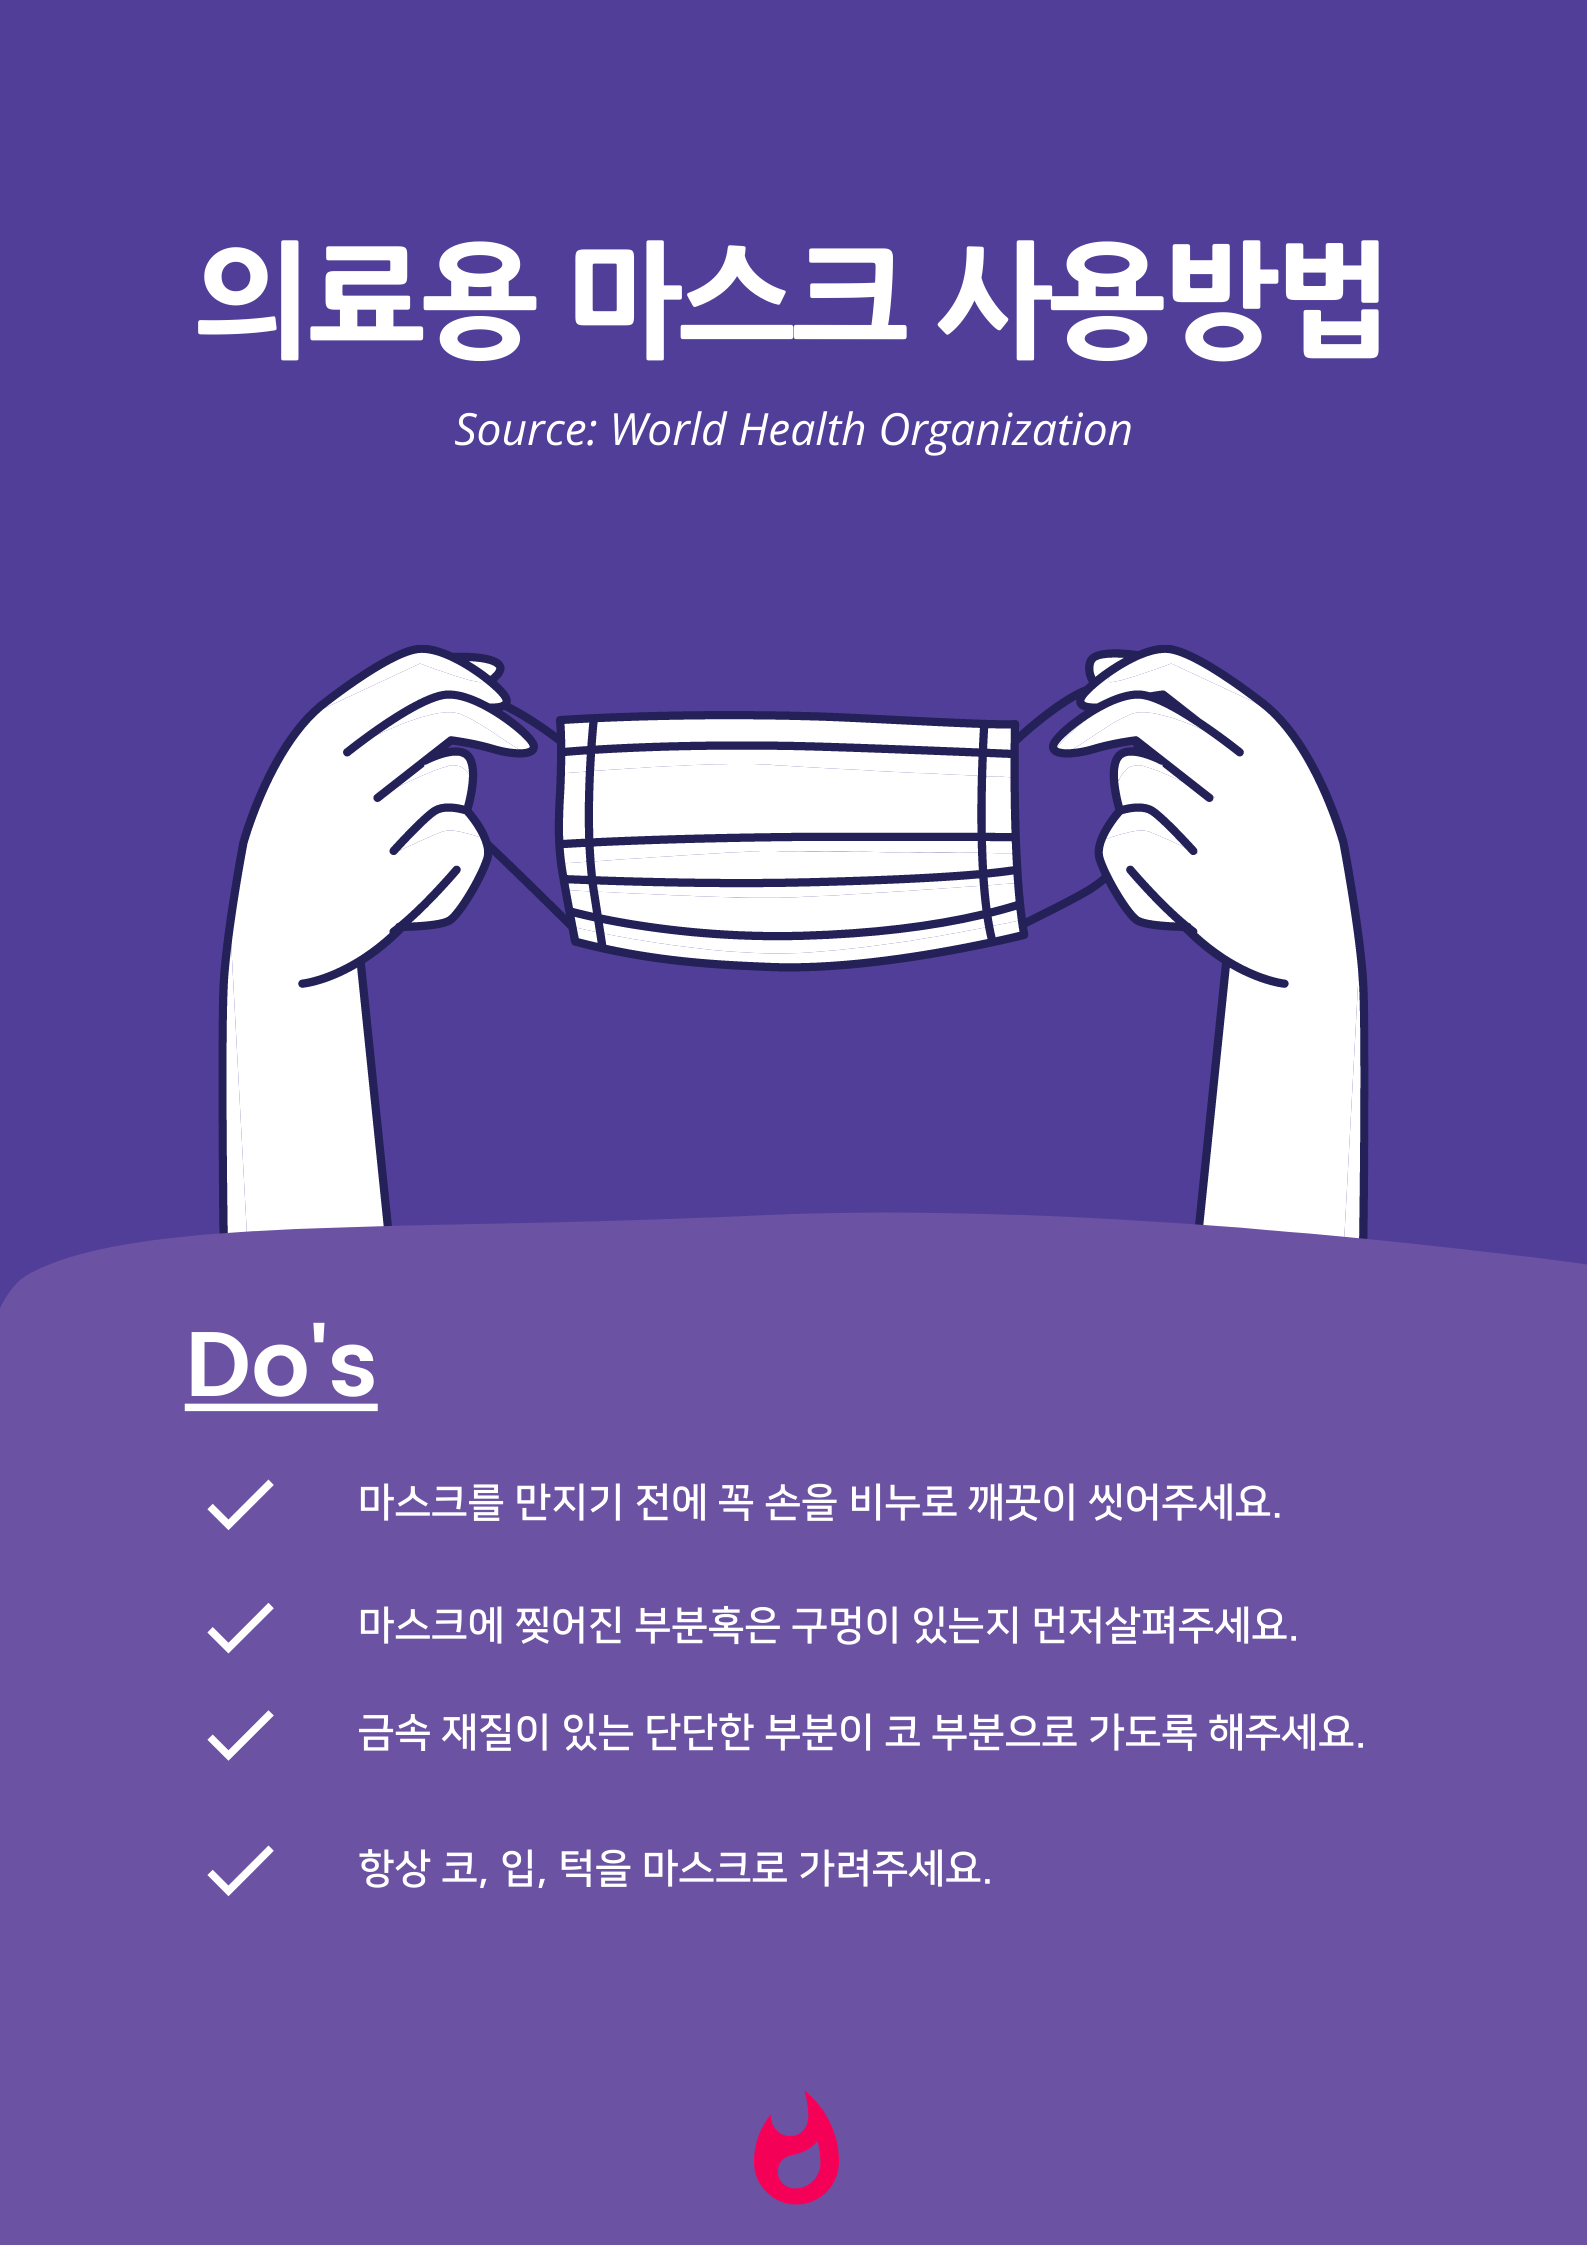 의료용 마스크 사용방법
Source: World Health Organization
Do's
마스크를 만지기 전에 꼭 손을 비누로 깨끗이 씻어주세요.
마스크에 찢어진 부분혹은 구멍이 있는지 먼저살펴주세요.
금속 재질이 있는 단단한 부분이 코 부분으로 가도록 해주세요.
항상 코, 입, 턱을 마스크로 가려주세요.